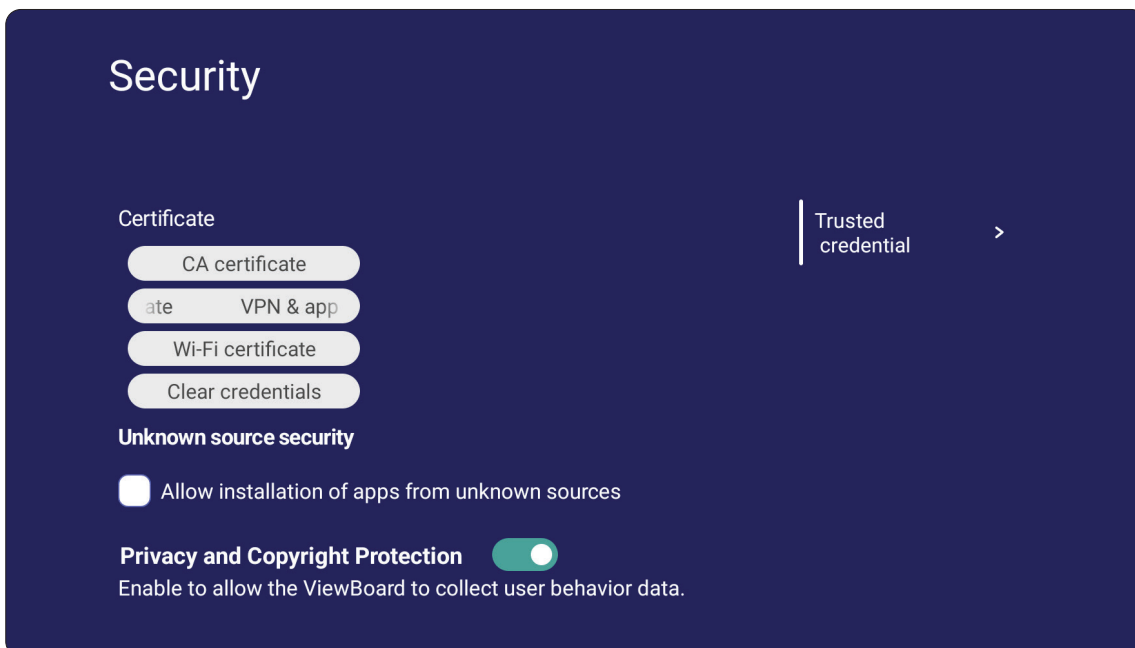 Security
Certificate
Trusted
credential
CA certificate
ate VPN & app
Wi-Fi certificate
Clear credentials
Unknown source security
Allow installation of apps from unknown sources
Privacy and Copyright Protection
Enable to allow the ViewBoard to collect user behavior data.